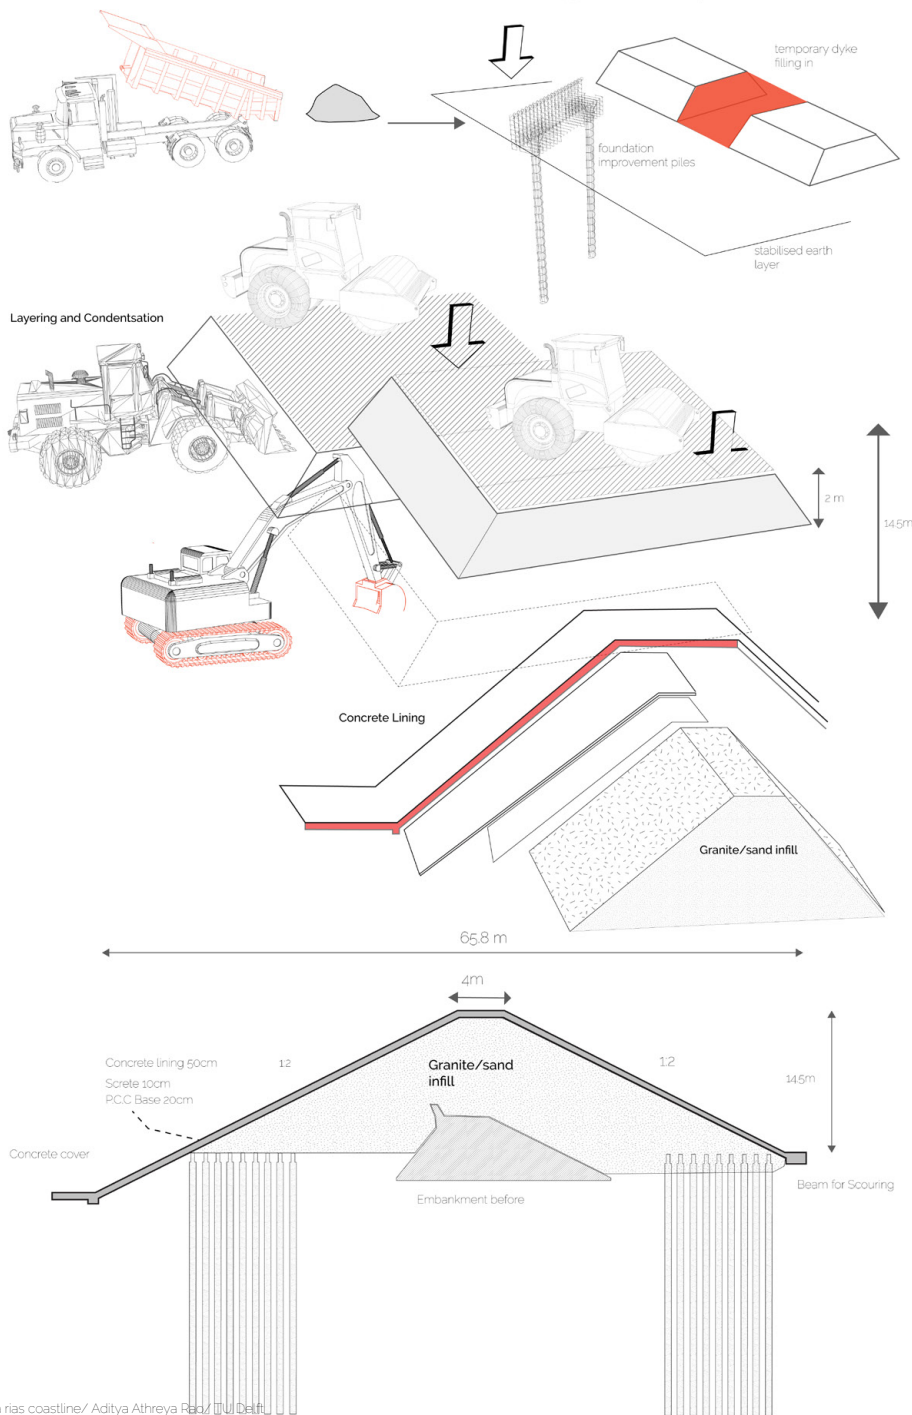 temporary dyke
filling in
foundation
improvement piles
stabilised earth
layer
Layering and Condentsation
2 m
14.5m
Concrete Lining
Granite/sand infill
65.8 m
4m
Concrete lining 50cm
1:2
Granite/sand
infill
1:2
Screte 10cm
P.C.C Base 20cm
14.5m
Concrete cover
Embankment before
Beam for Scouring
rias coastline/ Aditya Athreya Rao/ TU Delft